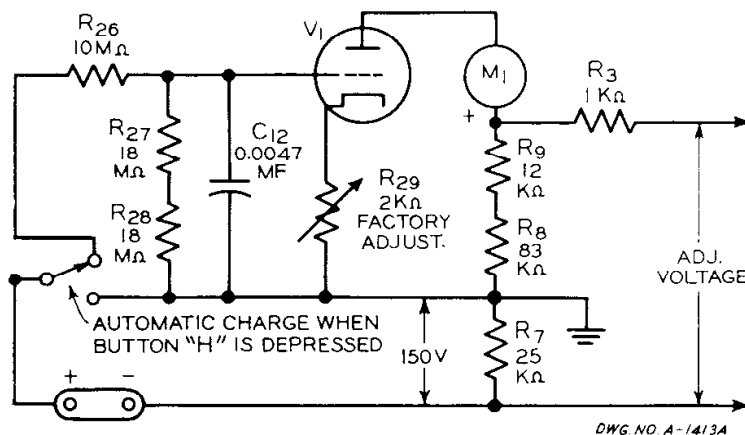 R26
10MΩ
V1
M1
+
R3
1 KΩ
R27
18
MΩ
C12
0.0047
MF
R9
12
KΩ
R28
18
MΩ
R29
2KΩ
FACTORY
ADJUST.
R8
83
KΩ
ADJ.
VOLTAGE
AUTOMATIC CHARGE WHEN
BUTTON "H" IS DEPRESSED
150V
R7
25
KΩ
+ -
DWG. NO. A-1413A